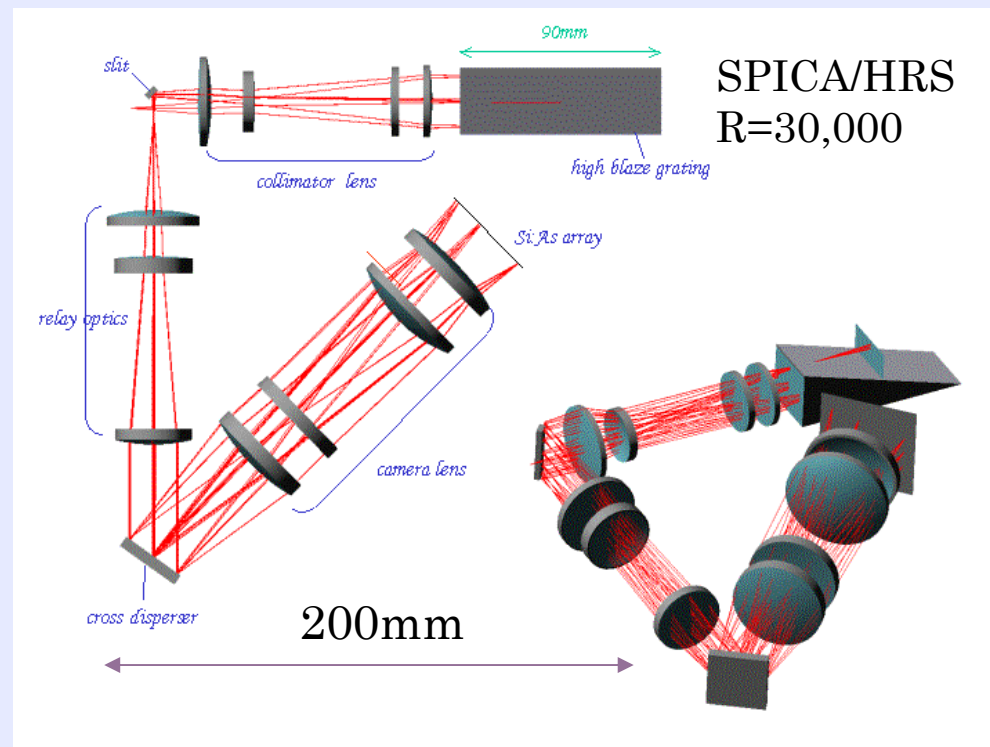 90mm
slit
SPICA/HRS
R=30,000
high blaze grating
collimator lens
Si:As array
relay optics
camera lens
cross disperser
200mm